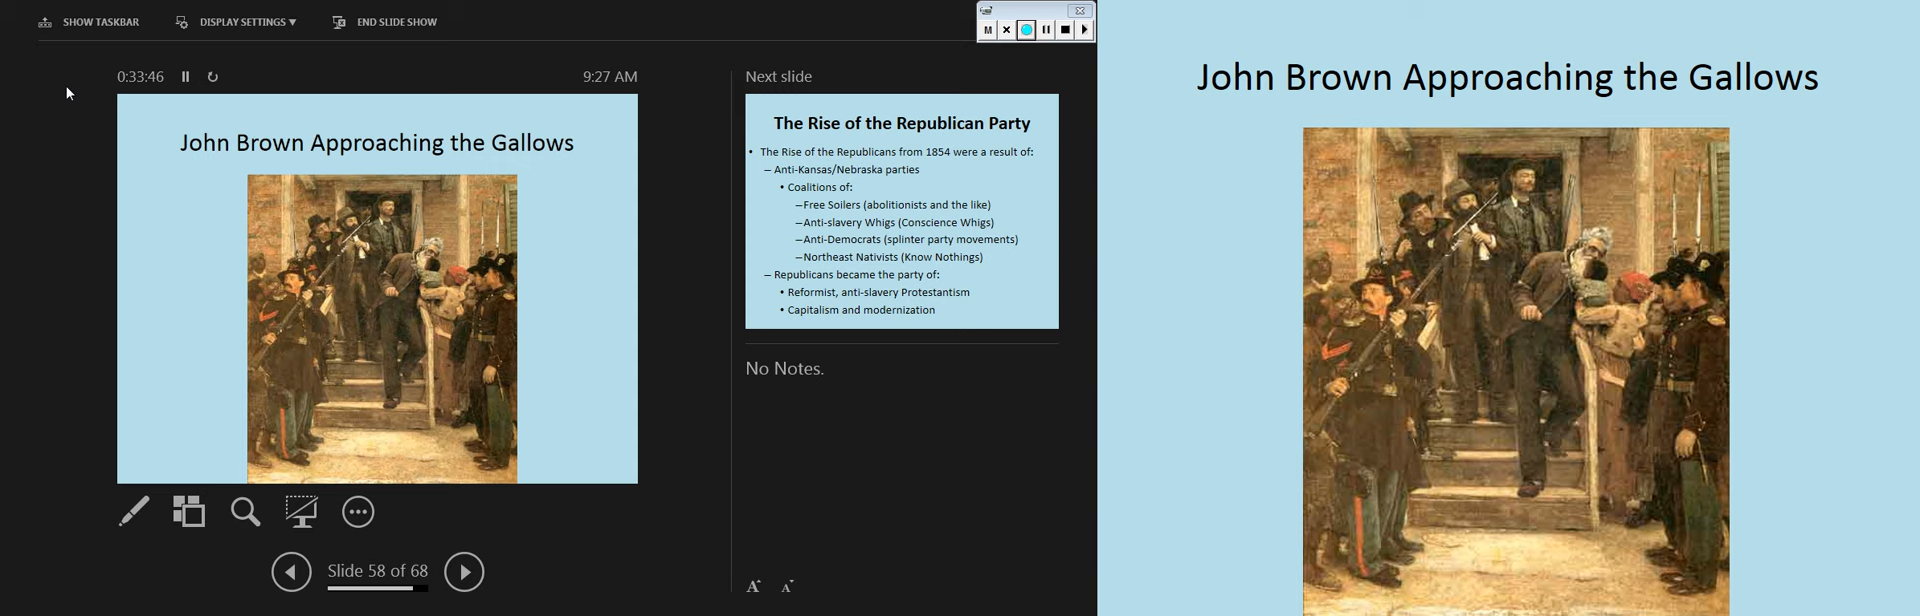 SHOW TASKBAR
DISPLAY SETTINGS ▼
END SLIDE SHOW
M
0:33:46
9:27 AM
John Brown Approaching the Gallows
Next slide
The Rise of the Republican Party
• The Rise of the Republicans from 1854 were a result of:
– Anti-Kansas/Nebraska parties
• Coalitions of:
–Free Soilers (abolitionists and the like)
–Anti-slavery Whigs (Conscience Whigs)
–Anti-Democrats (splinter party movements)
–Northeast Nativists (Know Nothings)
– Republicans became the party of:
• Reformist, anti-slavery Protestantism
• Capitalism and modernization
No Notes.
Slide 58 of 68
A A
John Brown Approaching the Gallows